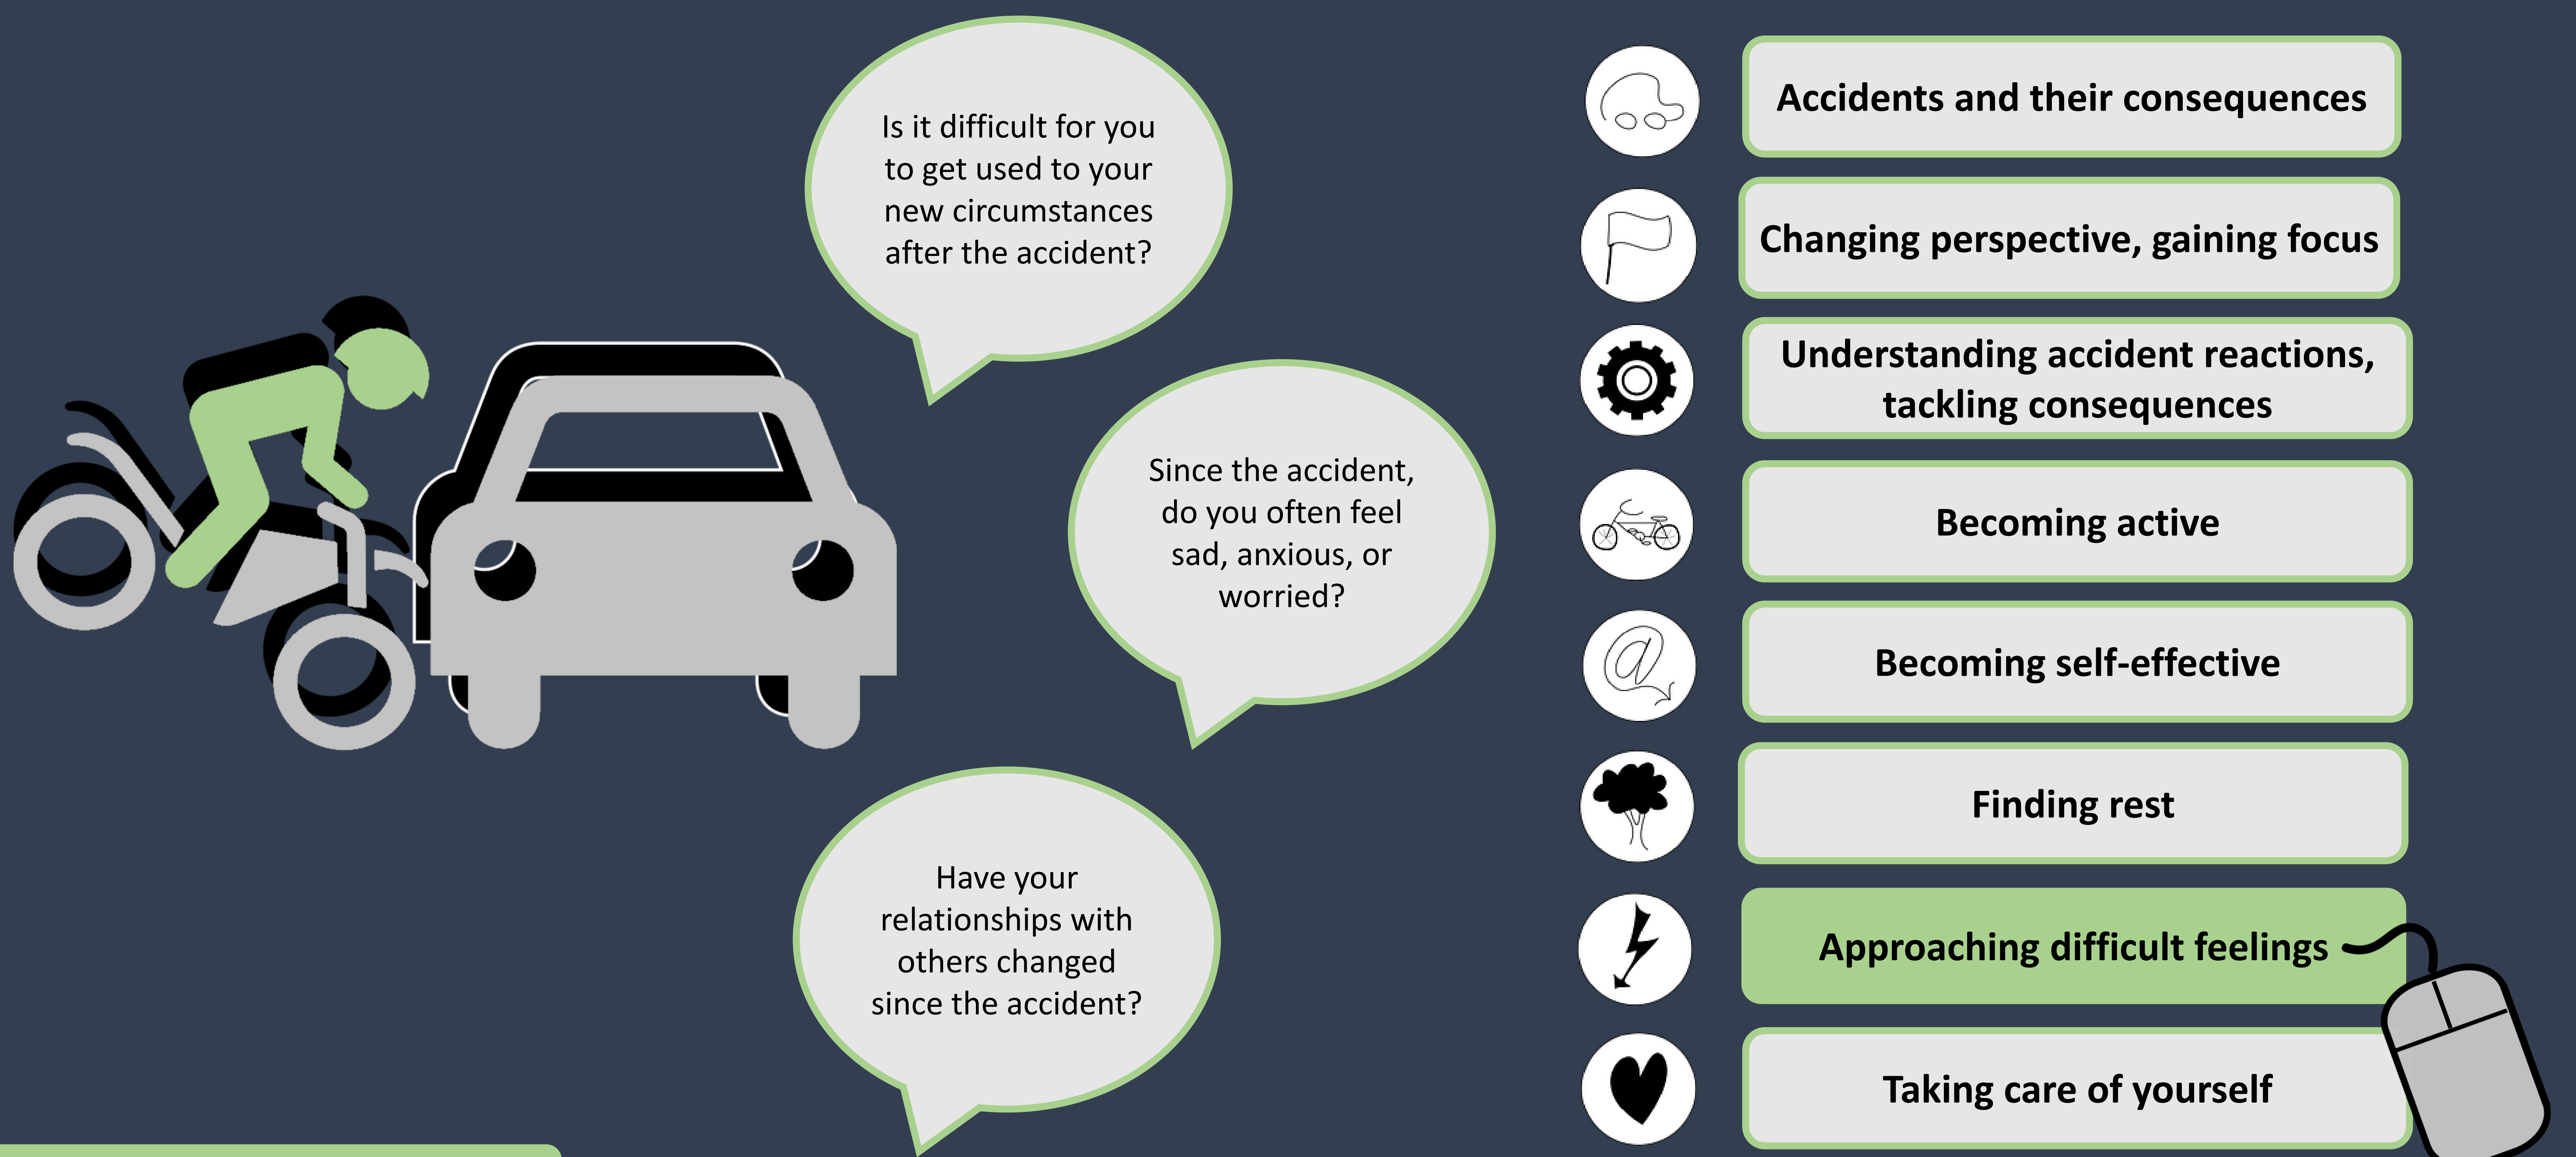 Is it difficult for you
to get used to your
new circumstances
after the accident?
Since the accident,
do you often feel
sad, anxious, or
worried?
Have your
relationships with
others changed
since the accident?
Accidents and their consequences
Changing perspective, gaining focus
Understanding accident reactions,
tackling consequences
Becoming active
@
Becoming self-effective
Finding rest
Approaching difficult feelings
Taking care of yourself